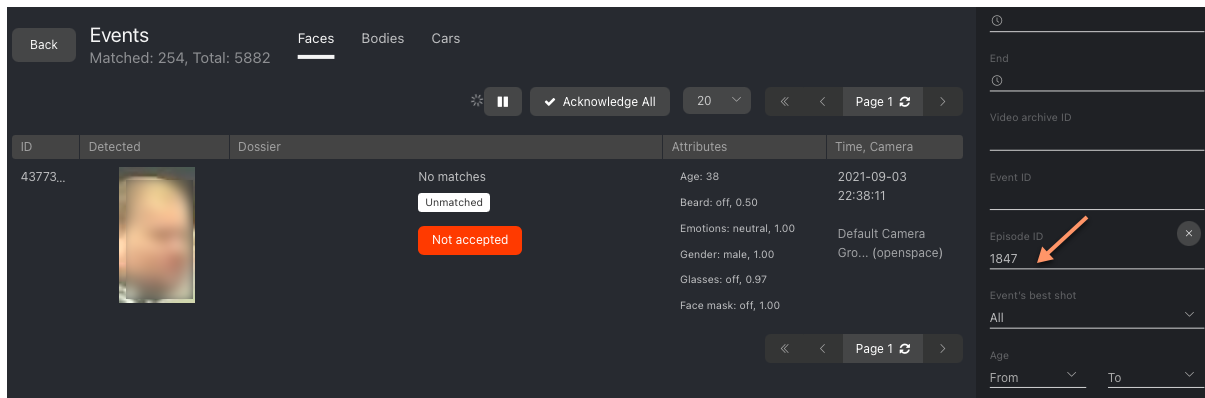 Back
Events
Matched: 254, Total: 5882
Faces
Bodies
Cars
Acknowledge All
20
Page 1
ID
Detected
Dossier
Attributes
Time, Camera
43773...
No matches
Unmatched
Not accepted
Age: 38
Beard: off, 0.50
Emotions: neutral, 1.00
Gender: male, 1.00
Glasses: off, 0.97
Face mask: off, 1.00
2021-09-03
22:38:11
Default Camera
Gro... (openspace)
Page 1
End
Video archive ID
Event ID
Episode ID
1847
Event's best shot
All
Age
From
To